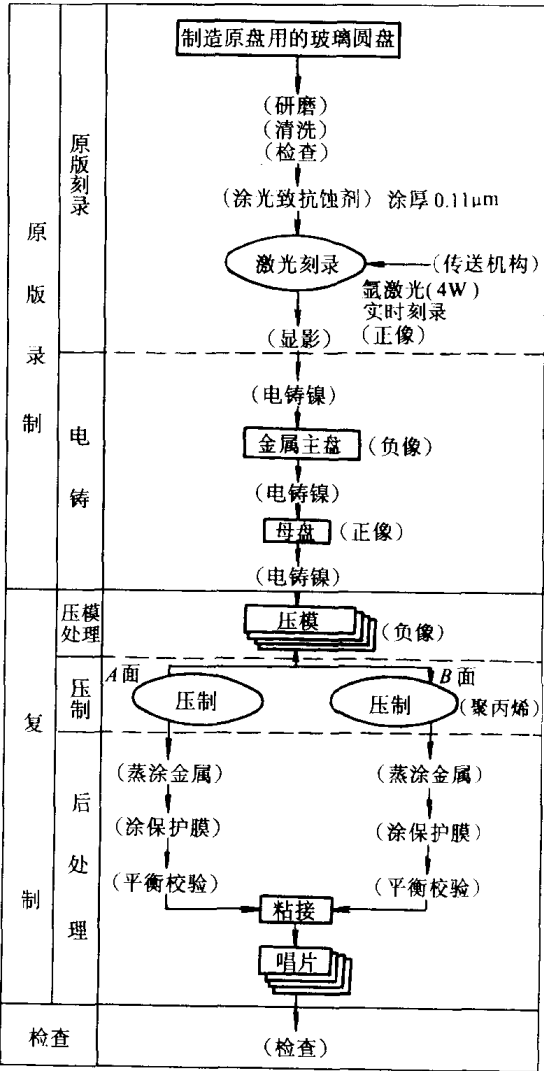 制造原盘用的玻璃圆盘
(研磨)
(清洗)
(检查)
原版刻录
(涂光致抗蚀剂) 涂厚 0.11μm
激光刻录
(传送机构)
氩激光(4W)
实时刻录
(正像)
(显影)
原版录制
电铸
(电铸镍)
金属主盘 (负像)
(电铸镍)
母盘 (正像)
(电铸镍)
压模处理
压模 (负像)
压制
A面
B面
压制
压制 (聚丙烯)
复制
后处理
(蒸涂金属) (蒸涂金属)
(涂保护膜) (涂保护膜)
(平衡校验) (平衡校验)
粘接
唱片
检查
(检查)